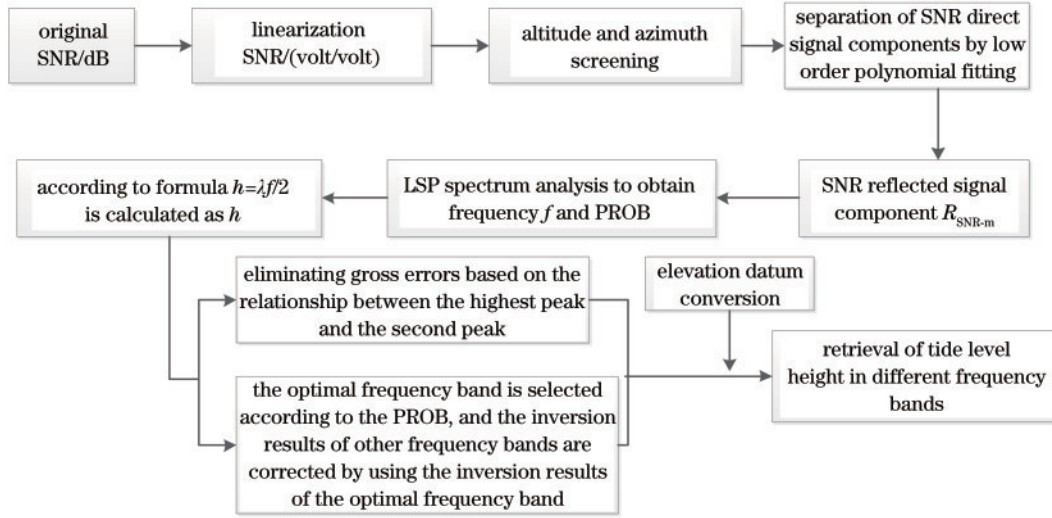 original
SNR/dB
linearization
SNR/(volt/volt)
altitude and azimuth
screening
separation of SNR direct
signal components by low
order polynomial fitting
SNR reflected signal
component R_SNR-m
LSP spectrum analysis to obtain
frequency f and PROB
according to formula h=λf/2
is calculated as h
eliminating gross errors based on the
relationship between the highest peak
and the second peak
the optimal frequency band is selected
according to the PROB, and the inversion
results of other frequency bands are
corrected by using the inversion results
of the optimal frequency band
elevation datum
conversion
retrieval of tide level
height in different frequency
bands